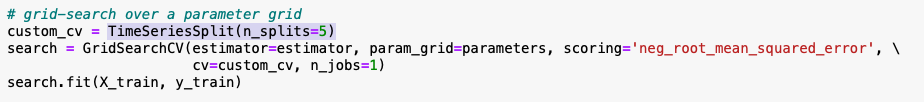 # grid-search over a parameter grid
custom_cv = TimeSeriesSplit(n_splits=5)
search = GridSearchCV(estimator=estimator, param_grid=parameters, scoring='neg_root_mean_squared_error', \
cv=custom_cv, n_jobs=1)
search.fit(X_train, y_train)